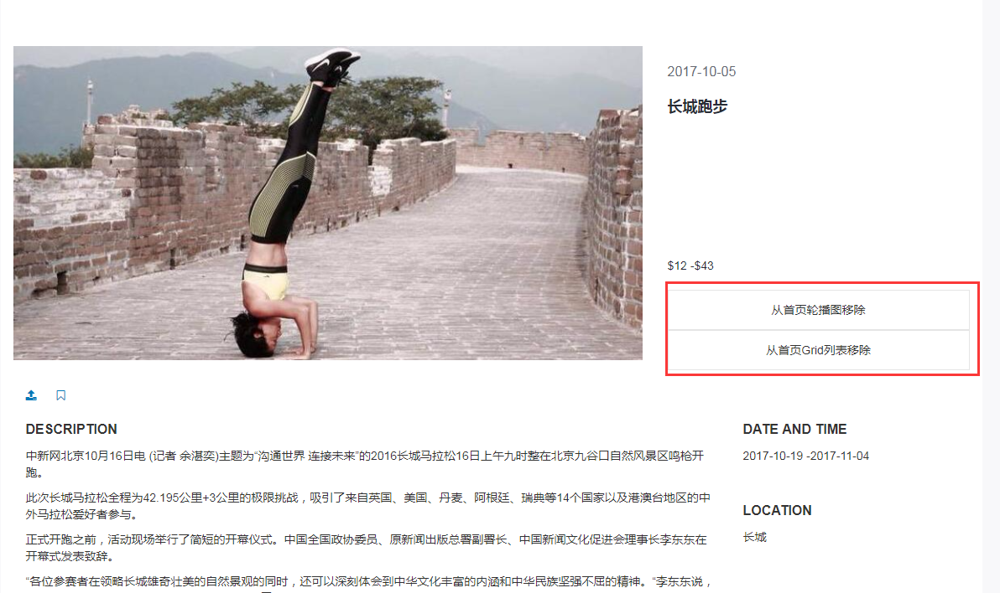 2017-10-05
长城跑步
$12 -$43
从首页轮播图移除
从首页Grid列表移除
DESCRIPTION
中新网北京10月16日电 (记者 余湛奕)主题为“沟通世界 连接未来”的2016长城马拉松16日上午九时整在北京九谷口自然风景区鸣枪开
跑。
此次长城马拉松全程为42.195公里+3公里的极限挑战，吸引了来自英国、美国、丹麦、阿根廷、瑞典等14个国家以及港澳台地区的中
外马拉松爱好者参与。
正式开跑之前，活动现场举行了简短的开幕仪式。中国全国政协委员、原新闻出版总署副署长、中国新闻文化促进会理事长李东东在
开幕式发表致辞。
“各位参赛者在领略长城雄奇壮美的自然景观的同时，还可以深刻体会到中华文化丰富的内涵和中华民族坚强不屈的精神。“李东东说，
DATE AND TIME
2017-10-19 -2017-11-04
LOCATION
长城